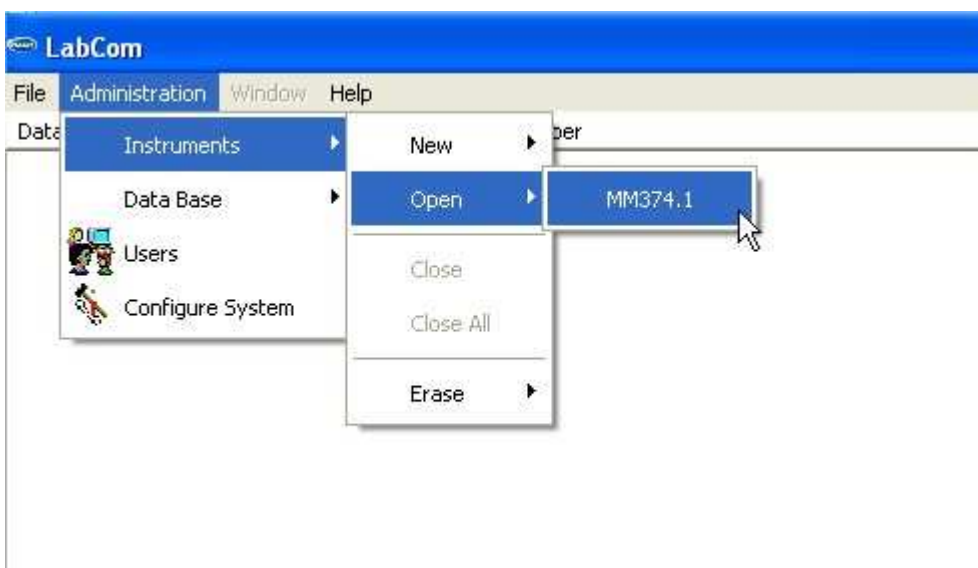 LabCom
File Administration Window Help
Data
Instruments
Data Base
Users
Configure System
New
Open
Close
Close All
Erase
MM374.1